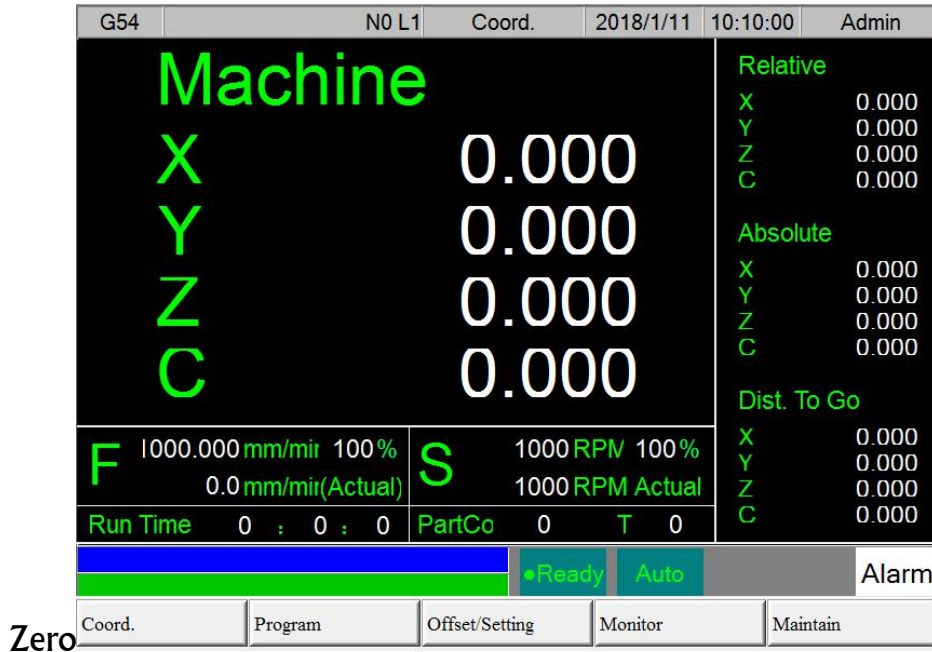 G54 N0 L1 Coord. 2018/1/11 10:10:00 Admin
Machine
X 0.000
Y 0.000
Z 0.000
C 0.000
Relative
X 0.000
Y 0.000
Z 0.000
C 0.000
Absolute
X 0.000
Y 0.000
Z 0.000
C 0.000
Dist. To Go
X 0.000
Y 0.000
Z 0.000
C 0.000
F 1000.000 mm/min 100 %
0.0 mm/min(Actual)
S 1000 RPM 100 %
1000 RPM Actual
Run Time 0 : 0 : 0 PartCo 0 T 0
●Ready Auto Alarm
Zero Coord. Program Offset/Setting Monitor Maintain